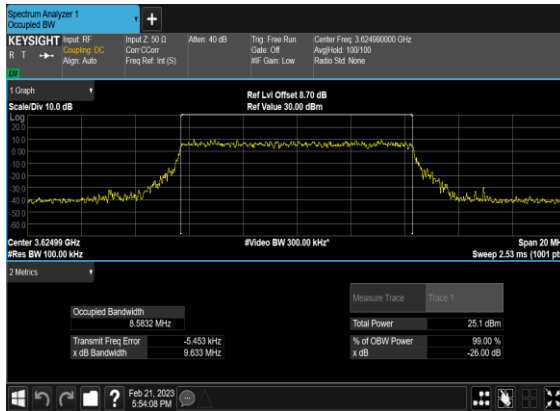 Spectrum Analyzer 1
Occupied BW
+
KEYSIGHT Input: RF Input Z: 50 Ω Atten: 40 dB Trig: Free Run Center Freq: 3.624990000 GHz
R T Coupling: DC Corr CCorr Gate: Off Avg|Hold: 100/100
Align: Auto Freq Ref: Int (S) #IF Gain: Low Radio Std: None
LXI
1 Graph
Ref Lvl Offset 8.70 dB
Scale/Div 10.0 dB Ref Value 30.00 dBm
Log
20.0
10.0
0.00
-10.0
-20.0
-30.0
-40.0
-50.0
-60.0
Center 3.62499 GHz #Video BW 300.00 kHz* Span 20 MH
#Res BW 100.00 kHz Sweep 2.53 ms (1001 pt
2 Metrics
Measure Trace Trace 1
Occupied Bandwidth
8.5832 MHz Total Power 25.1 dBm
Transmit Freq Error -5.453 kHz % of OBW Power 99.00 %
x dB Bandwidth 9.633 MHz x dB -26.00 dB
?
Feb 21, 2023
5:54:08 PM